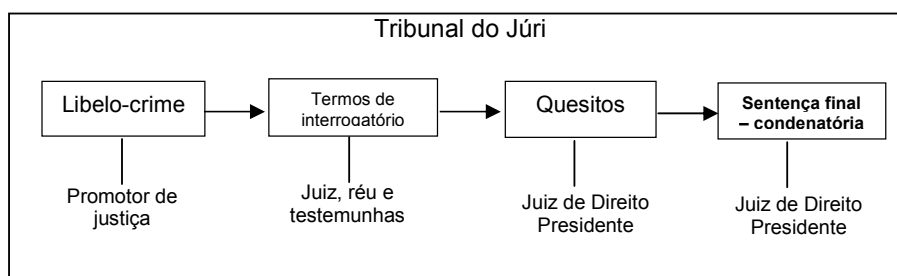 Tribunal do Júri
Libelo-crime
Termos de
interrogatório
Quesitos
Sentença final
– condenatória
Promotor de
justiça
Juiz, réu e
testemunhas
Juiz de Direito
Presidente
Juiz de Direito
Presidente